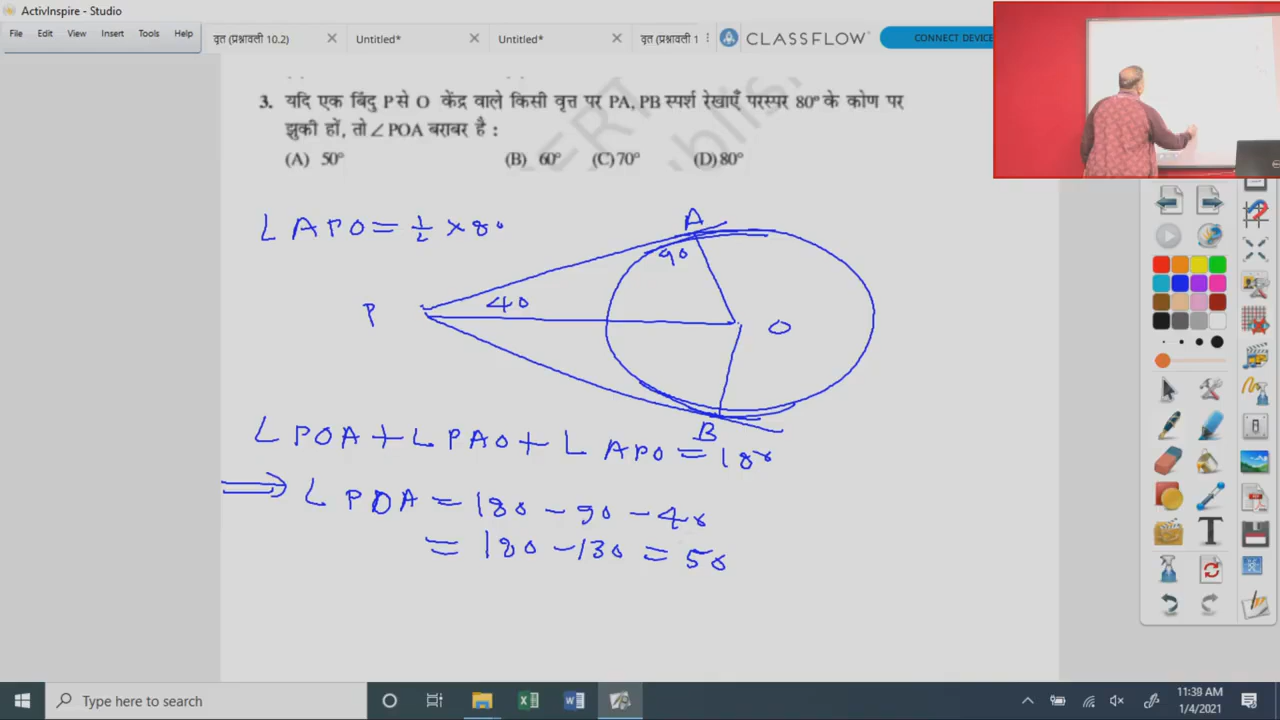 ActivInspire - Studio
File Edit View Insert Tools Help
वृत (प्रश्नावली 10.2) Untitled* Untitled* वृत (प्रश्नावली 1
CLASSFLOW
CONNECT DEVICE
3. यदि एक बिंदु P से O केंद्र वाले किसी वृत्त पर PA, PB स्पर्श रेखाएँ परस्पर 80° के कोण पर
झुकी हों, तो ∠POA बराबर है :
(A) 50° (B) 60° (C)70° (D) 80°
∠ APO = 1/2 × 80
A
90
40
P
O
B
∠ POA + ∠ PAO + ∠ APO = 180
⟹ ∠ POA = 180 - 90 - 40
= 180 - 130 = 50
Type here to search
11:39 AM
1/4/2021